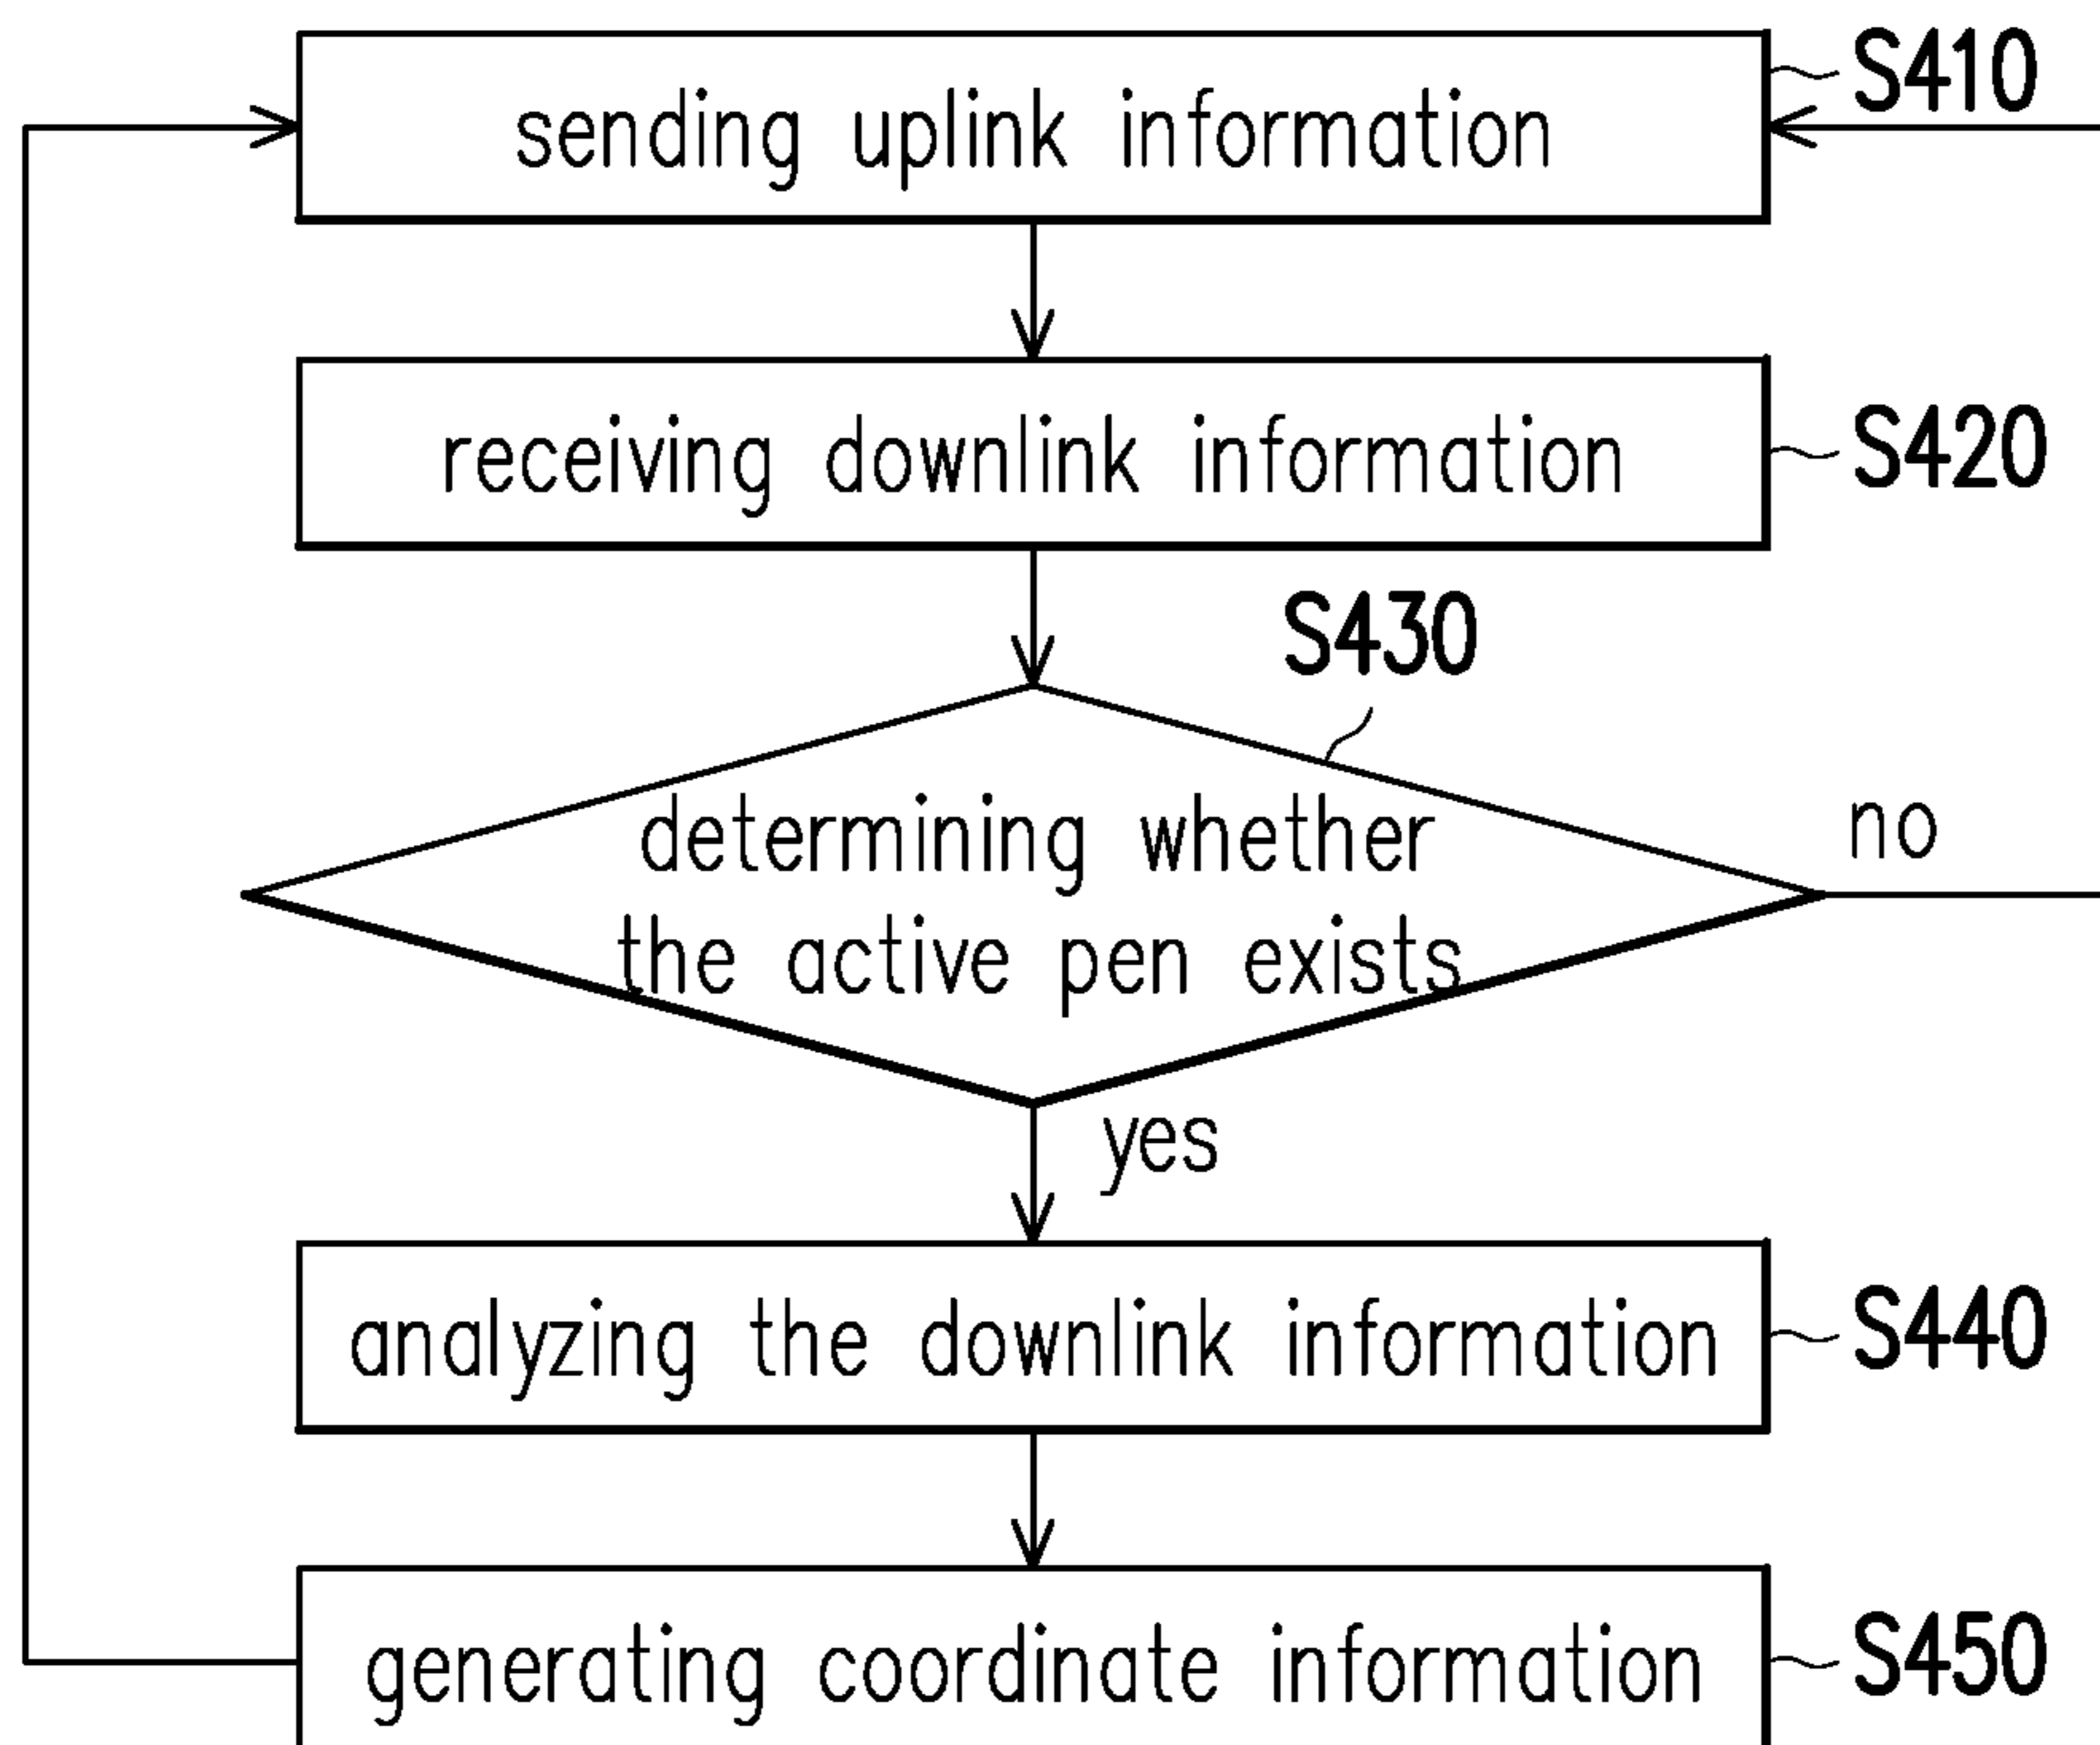 sending uplink information
S410
receiving downlink information
S420
S430
determining whether
the active pen exists
no
yes
analyzing the downlink information
S440
generating coordinate information
S450